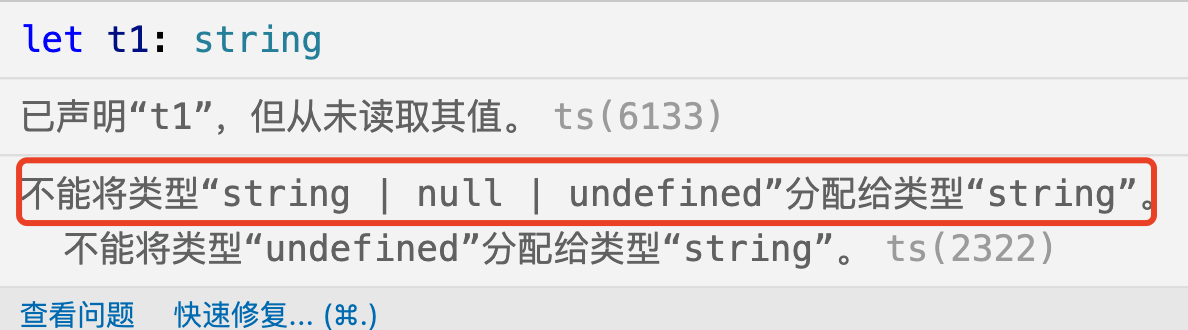 let t1: string
已声明“t1”，但从未读取其值。 ts(6133)
不能将类型“string | null | undefined”分配给类型“string”。
不能将类型“undefined”分配给类型“string”。 ts(2322)
查看问题 快速修复... (⌘.)